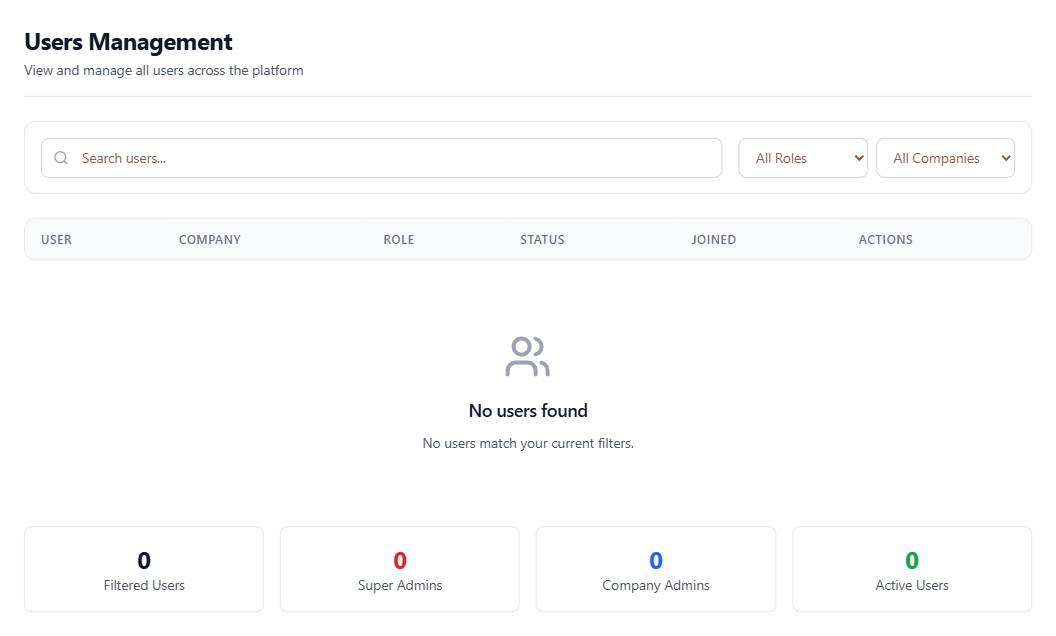 Users Management
View and manage all users across the platform
Search users...
All Roles
All Companies
USER COMPANY ROLE STATUS JOINED ACTIONS
No users found
No users match your current filters.
0 0 0 0
Filtered Users Super Admins Company Admins Active Users